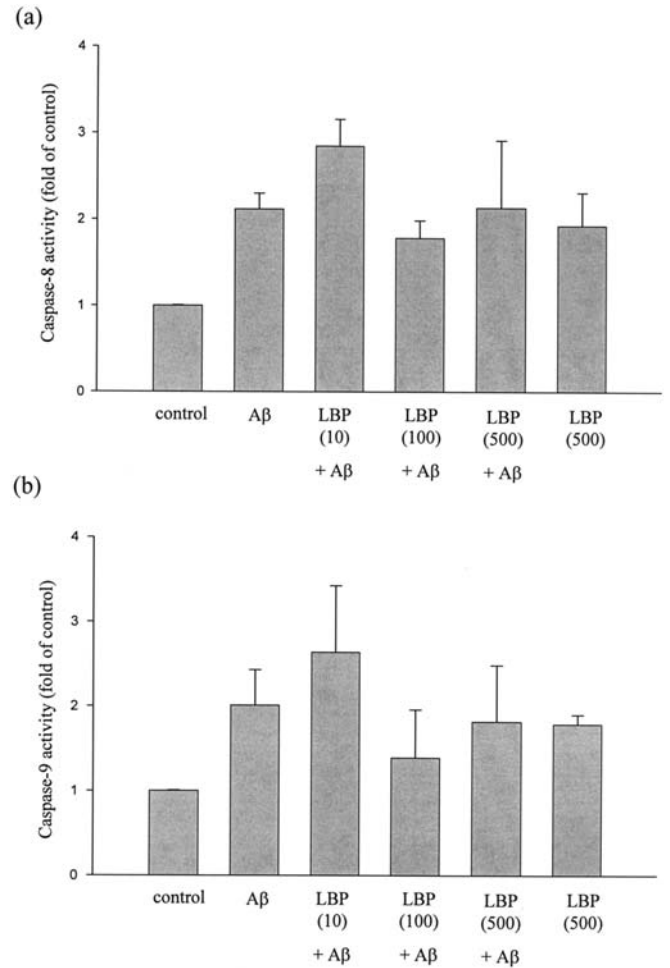 (a)
4
3
2
1
0
Caspase-8 activity (fold of control)
control Aβ LBP LBP LBP LBP
(10) (100) (500) (500)
+ Aβ + Aβ + Aβ
(b)
4
3
2
1
0
Caspase-9 activity (fold of control)
control Aβ LBP LBP LBP LBP
(10) (100) (500) (500)
+ Aβ + Aβ + Aβ